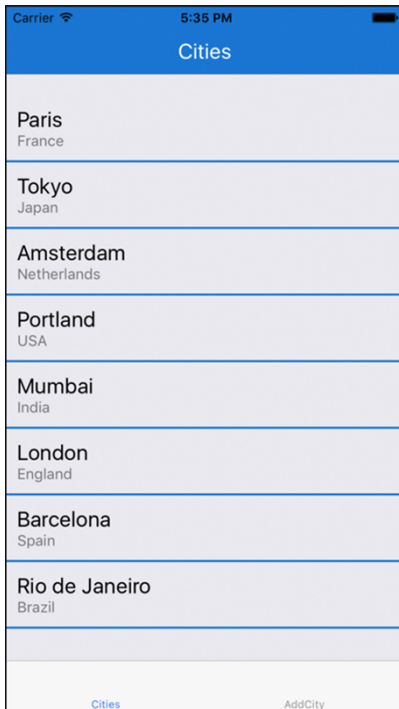 Carrier 5:35 PM
Cities
Paris
France
Tokyo
Japan
Amsterdam
Netherlands
Portland
USA
Mumbai
India
London
England
Barcelona
Spain
Rio de Janeiro
Brazil
Cities AddCity